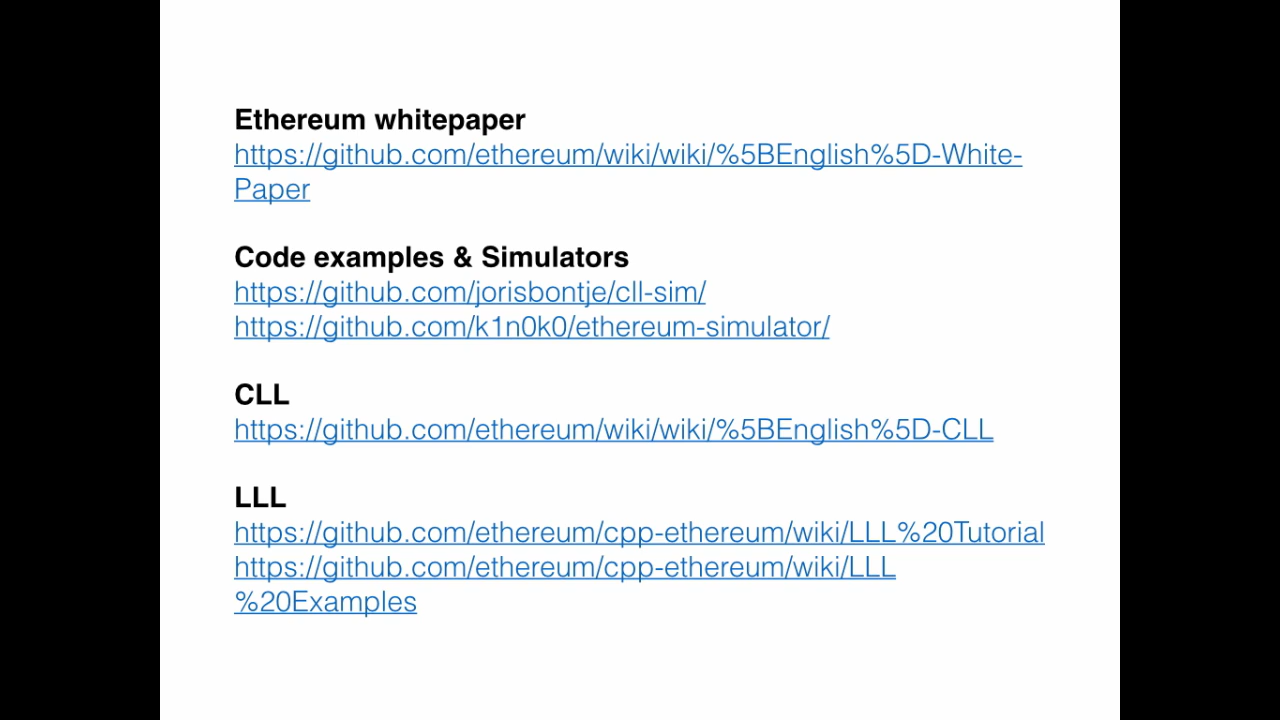 Ethereum whitepaper
https://github.com/ethereum/wiki/wiki/%5BEnglish%5D-White-
Paper
Code examples & Simulators
https://github.com/jorisbontje/cll-sim/
https://github.com/k1n0k0/ethereum-simulator/
CLL
https://github.com/ethereum/wiki/wiki/%5BEnglish%5D-CLL
LLL
https://github.com/ethereum/cpp-ethereum/wiki/LLL%20Tutorial
https://github.com/ethereum/cpp-ethereum/wiki/LLL
%20Examples